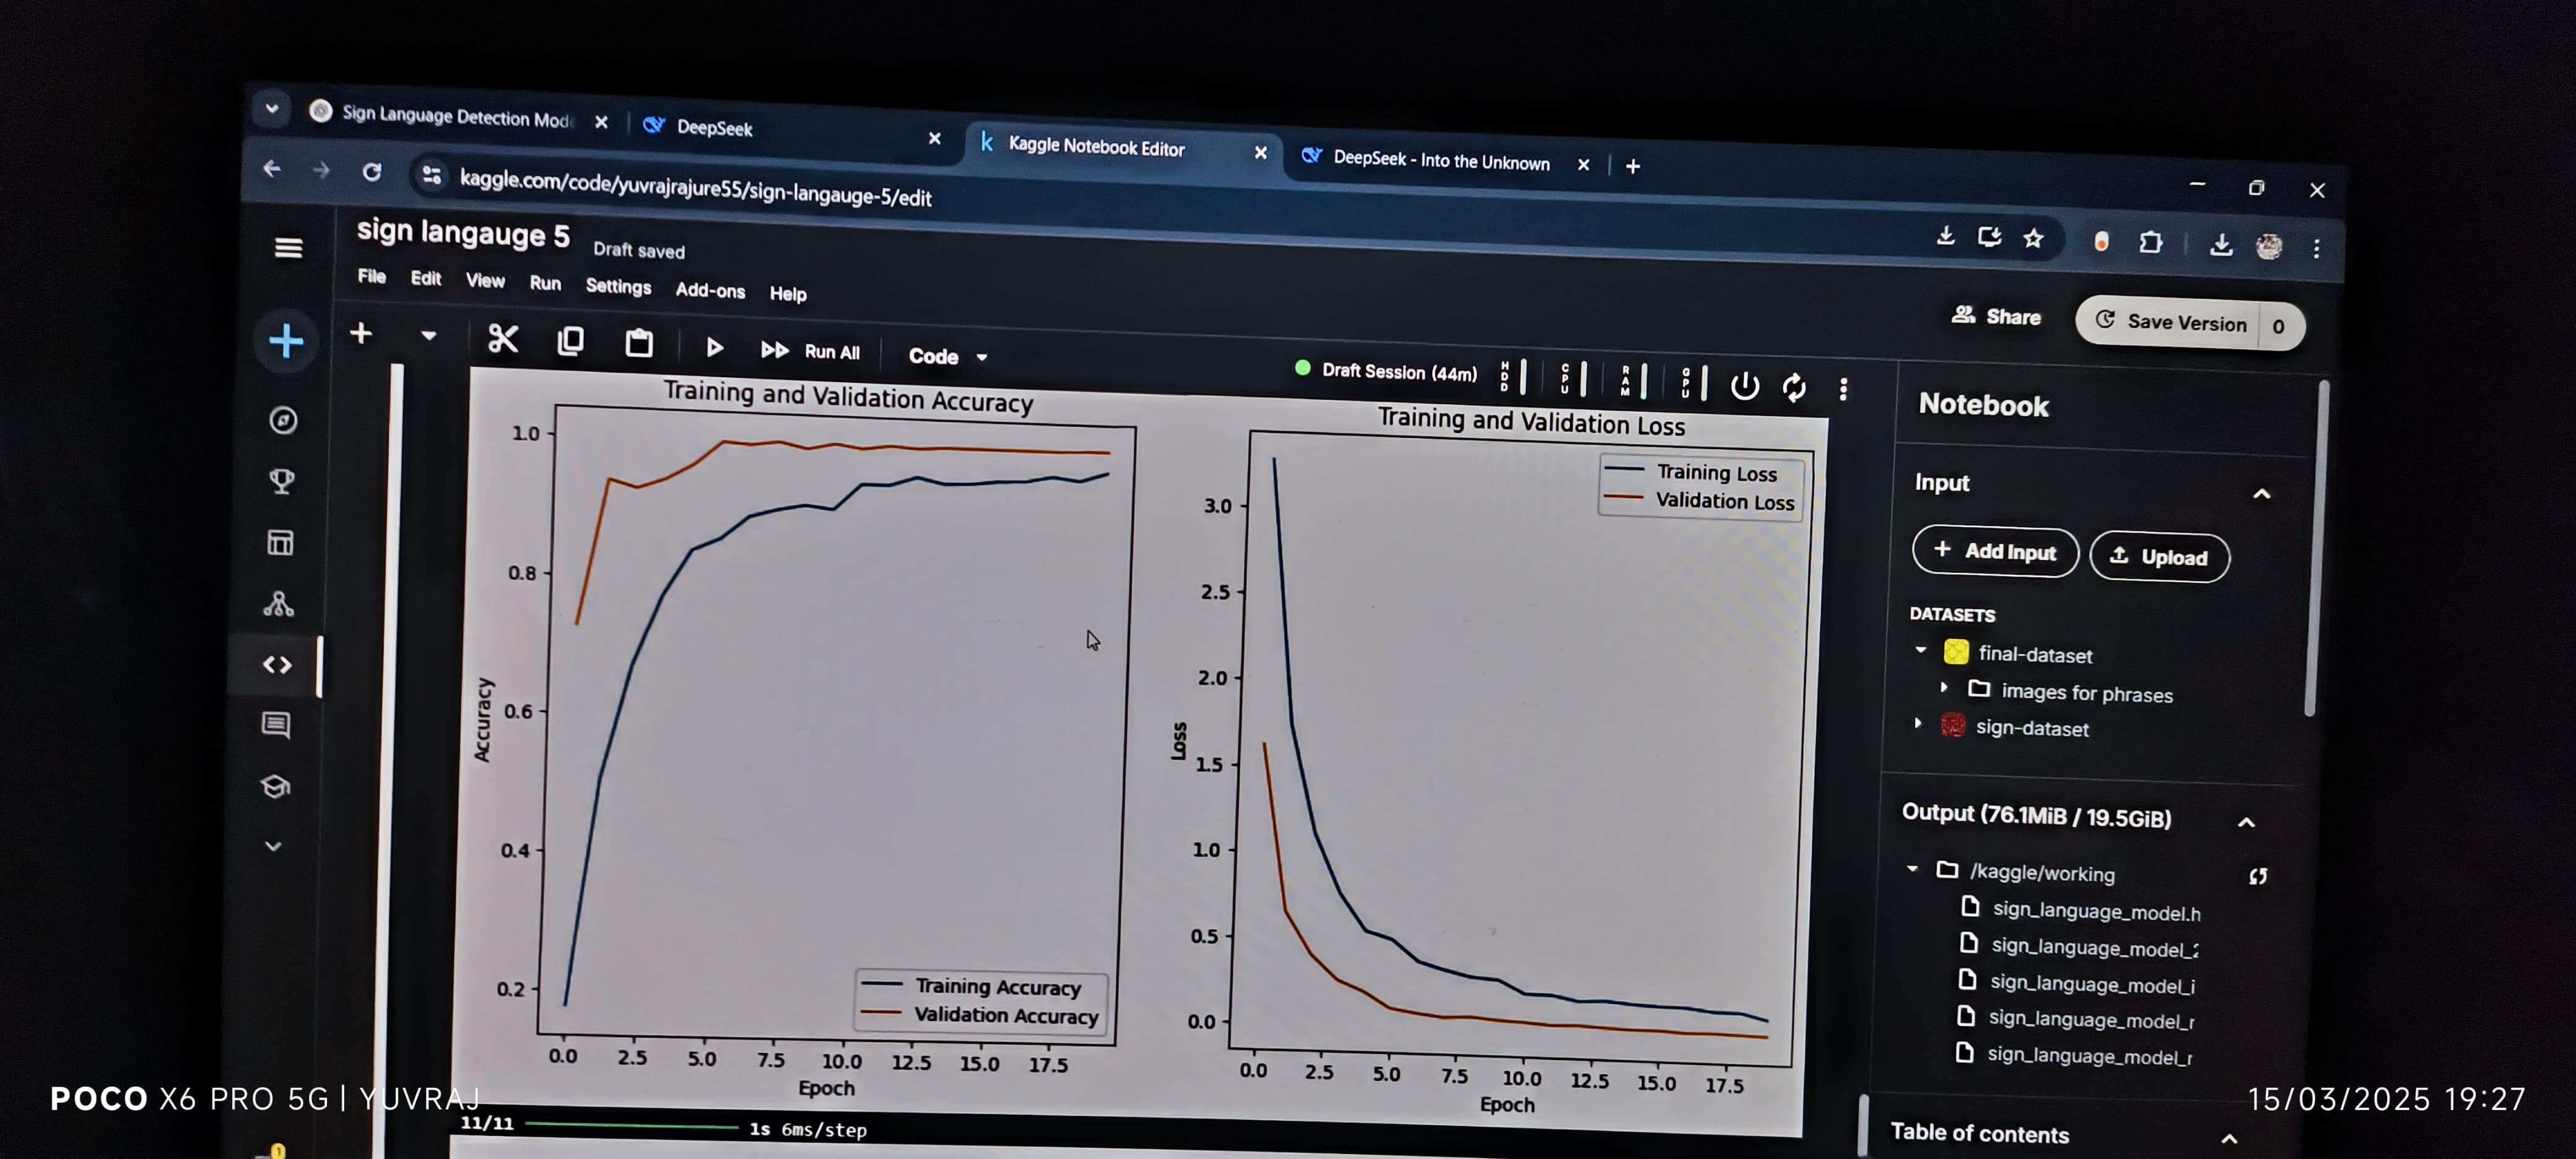 Sign Language Detection Mode
DeepSeek
Kaggle Notebook Editor
DeepSeek - Into the Unknown
kaggle.com/code/yuvrajrajure55/sign-langauge-5/edit
sign langauge 5
Draft saved
File Edit View Run Settings Add-ons Help
Share
Save Version 0
Run All
Code
Draft Session (44m)
HDD
CPU
RAM
GPU
Training and Validation Accuracy
1.0
0.8
0.6
0.4
0.2
Accuracy
Training Accuracy
Validation Accuracy
0.0 2.5 5.0 7.5 10.0 12.5 15.0 17.5
Epoch
Training and Validation Loss
Training Loss
Validation Loss
3.0
2.5
2.0
1.5
1.0
0.5
0.0
Loss
0.0 2.5 5.0 7.5 10.0 12.5 15.0 17.5
Epoch
11/11 1s 6ms/step
Notebook
Input
+ Add Input
Upload
DATASETS
final-dataset
images for phrases
sign-dataset
Output (76.1MiB / 19.5GiB)
/kaggle/working
sign_language_model.h
sign_language_model_2
sign_language_model_i
sign_language_model_r
sign_language_model_r
Table of contents
1
POCO X6 PRO 5G | YUVRAJ
15/03/2025 19:27